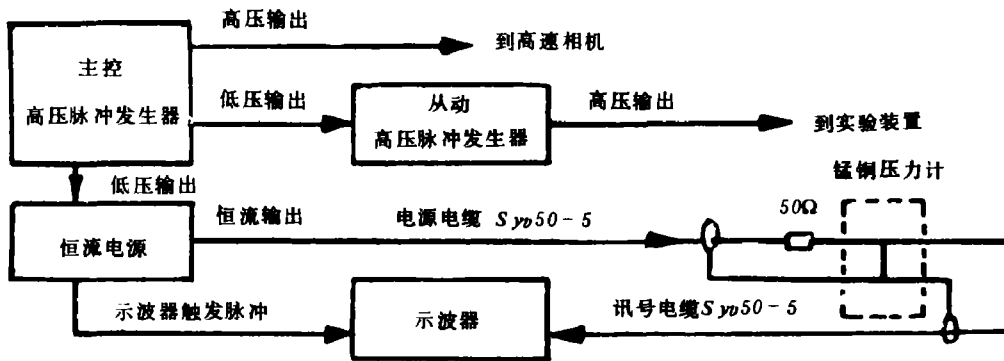 高压输出
到高速相机
主控
高压脉冲发生器
低压输出
从动
高压脉冲发生器
高压输出
到实验装置
低压输出
锰铜压力计
恒流电源
恒流输出
电源电缆 Syv50-5
50Ω
示波器触发脉冲
示波器
讯号电缆Syv50-5